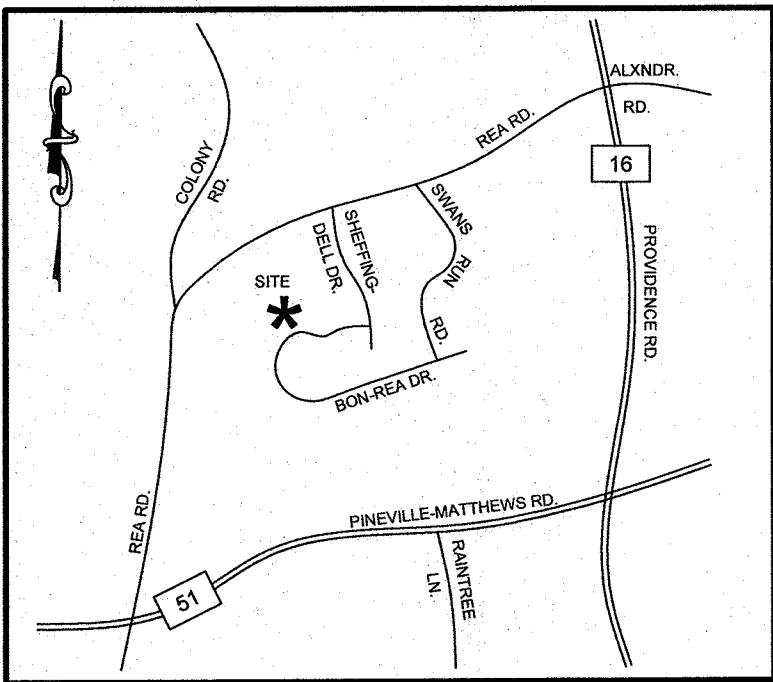 ALXNDR.
RD.
REA RD.
16
COLONY
RD.
SWANS
RUN
RD.
SHEFFING-
DELL DR.
PROVIDENCE RD.
SITE
BON-REA DR.
REA RD.
PINEVILLE-MATTHEWS RD.
RAINTREE
LN.
51